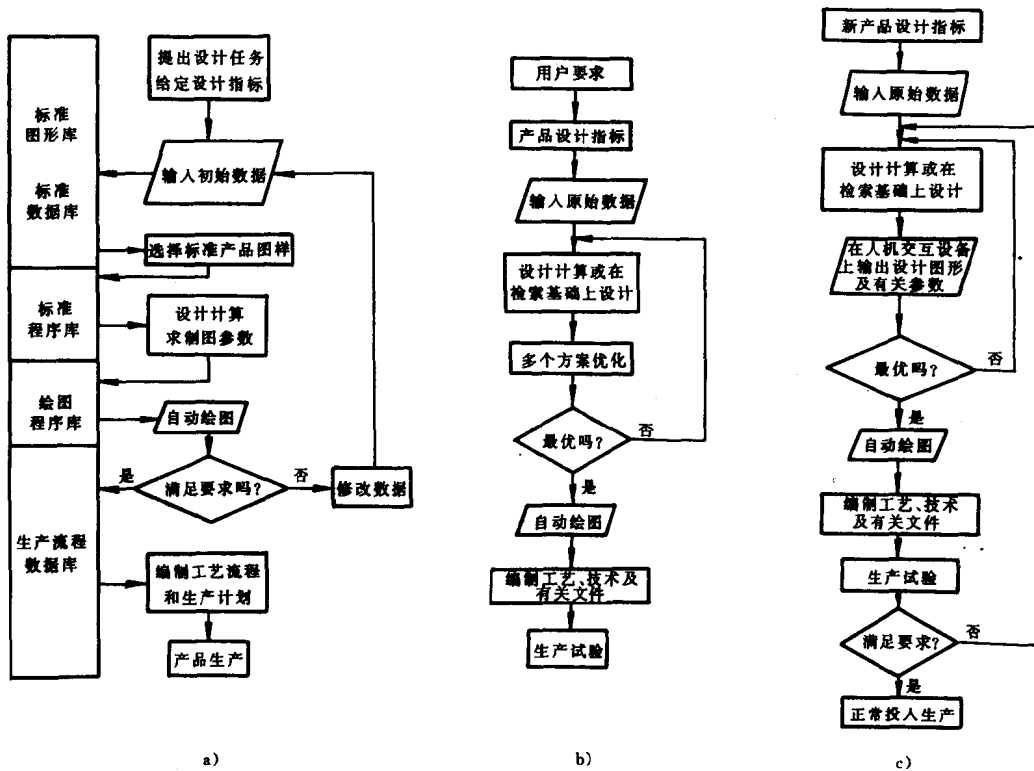 标准
图形库
标准
数据库
标准
程序库
绘图
程序库
生产流程
数据库
提出设计任务
给定设计指标
输入初始数据
选择标准产品图样
设计计算
求制图参数
自动绘图
是
满足要求吗？
否
修改数据
编制工艺流程
和生产计划
产品生产
a）
用户要求
产品设计指标
输入原始数据
设计计算或在
检索基础上设计
多个方案优化
最优吗？
否
是
自动绘图
编制工艺、技术及
有关文件
生产试验
b）
新产品设计指标
输入原始数据
设计计算或在
检索基础上设计
在人机交互设备
上输出设计图形
及有关参数
最优吗？
否
是
自动绘图
编制工艺、技术
及有关文件
生产试验
满足要求？
否
是
正常投入生产
c）